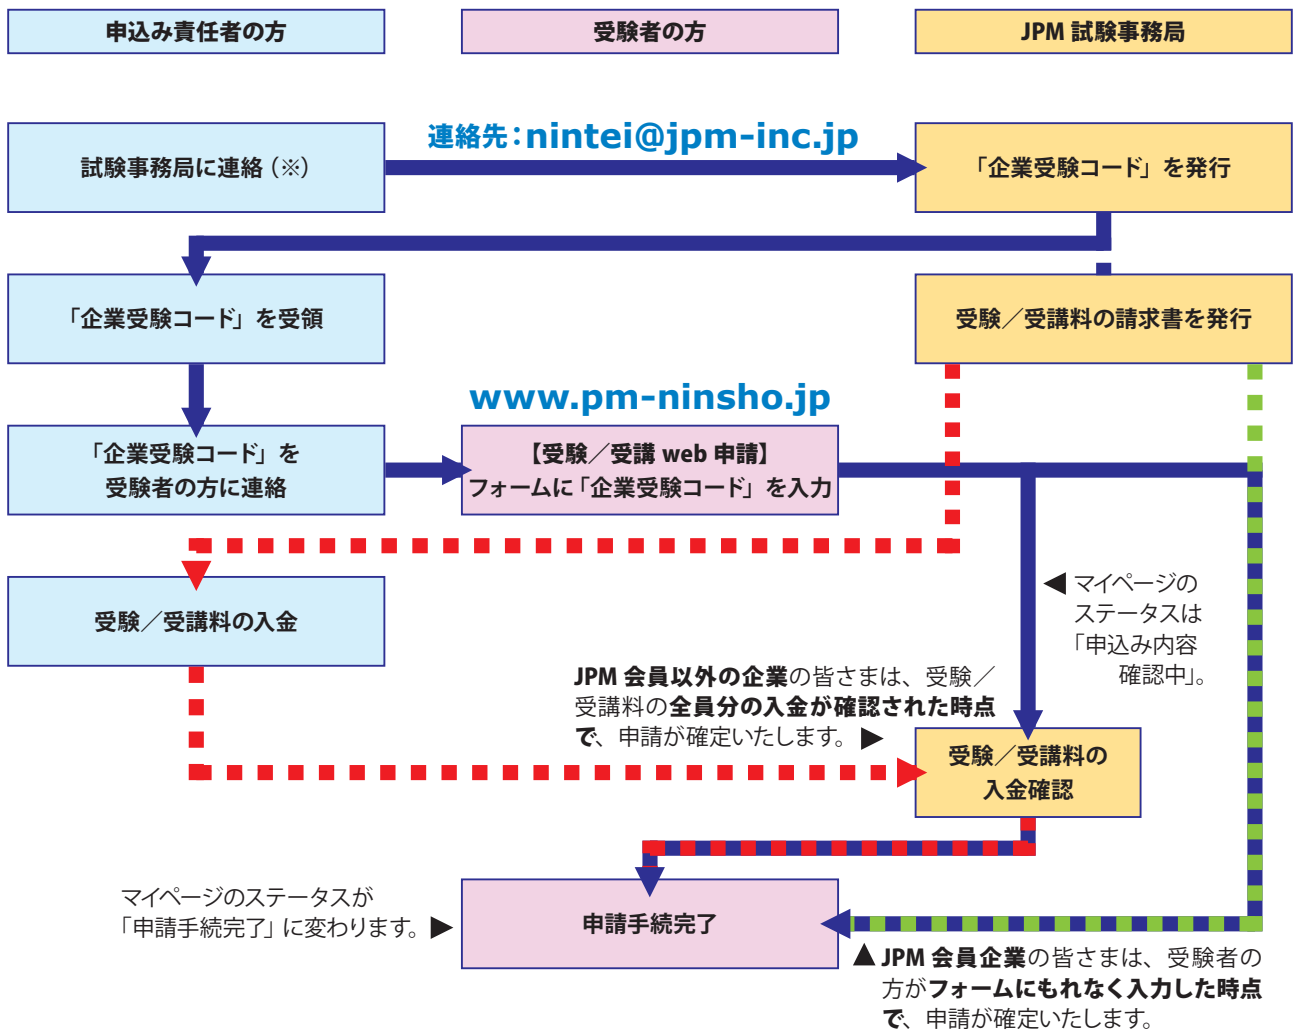 申込み責任者の方
受験者の方
JPM 試験事務局
連絡先：nintei@jpm-inc.jp
試験事務局に連絡（※）
「企業受験コード」を発行
「企業受験コード」を受領
受験／受講料の請求書を発行
www.pm-ninsho.jp
「企業受験コード」を
受験者の方に連絡
【受験／受講 web 申請】
フォームに「企業受験コード」を入力
受験／受講料の入金
◀ マイページの
ステータスは
「申込み内容
確認中」。
JPM 会員以外の企業の皆さまは、受験／
受講料の全員分の入金が確認された時点
で、申請が確定いたします。▶
受験／受講料の
入金確認
マイページのステータスが
「申請手続完了」に変わります。▶
申請手続完了
▲ JPM 会員企業の皆さまは、受験者の
方がフォームにもれなく入力した時点
で、申請が確定いたします。